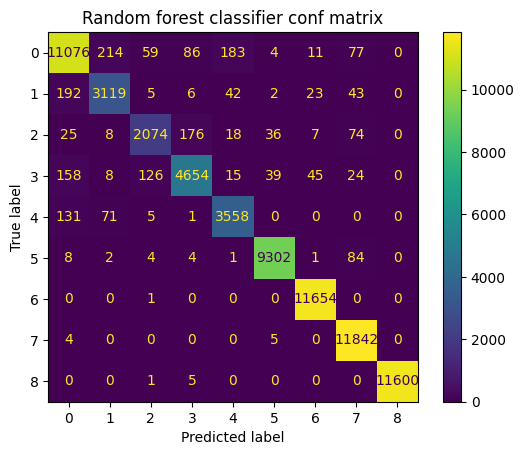 Random forest classifier conf matrix
0 11076 214 59 86 183 4 11 77 0
1 192 3119 5 6 42 2 23 43 0
2 25 8 2074 176 18 36 7 74 0
3 158 8 126 4654 15 39 45 24 0
4 131 71 5 1 3558 0 0 0 0
5 8 2 4 4 1 9302 1 84 0
6 0 0 1 0 0 0 11654 0 0
7 4 0 0 0 0 5 0 11842 0
8 0 0 1 5 0 0 0 0 11600
0 1 2 3 4 5 6 7 8
True label
Predicted label
10000
8000
6000
4000
2000
0